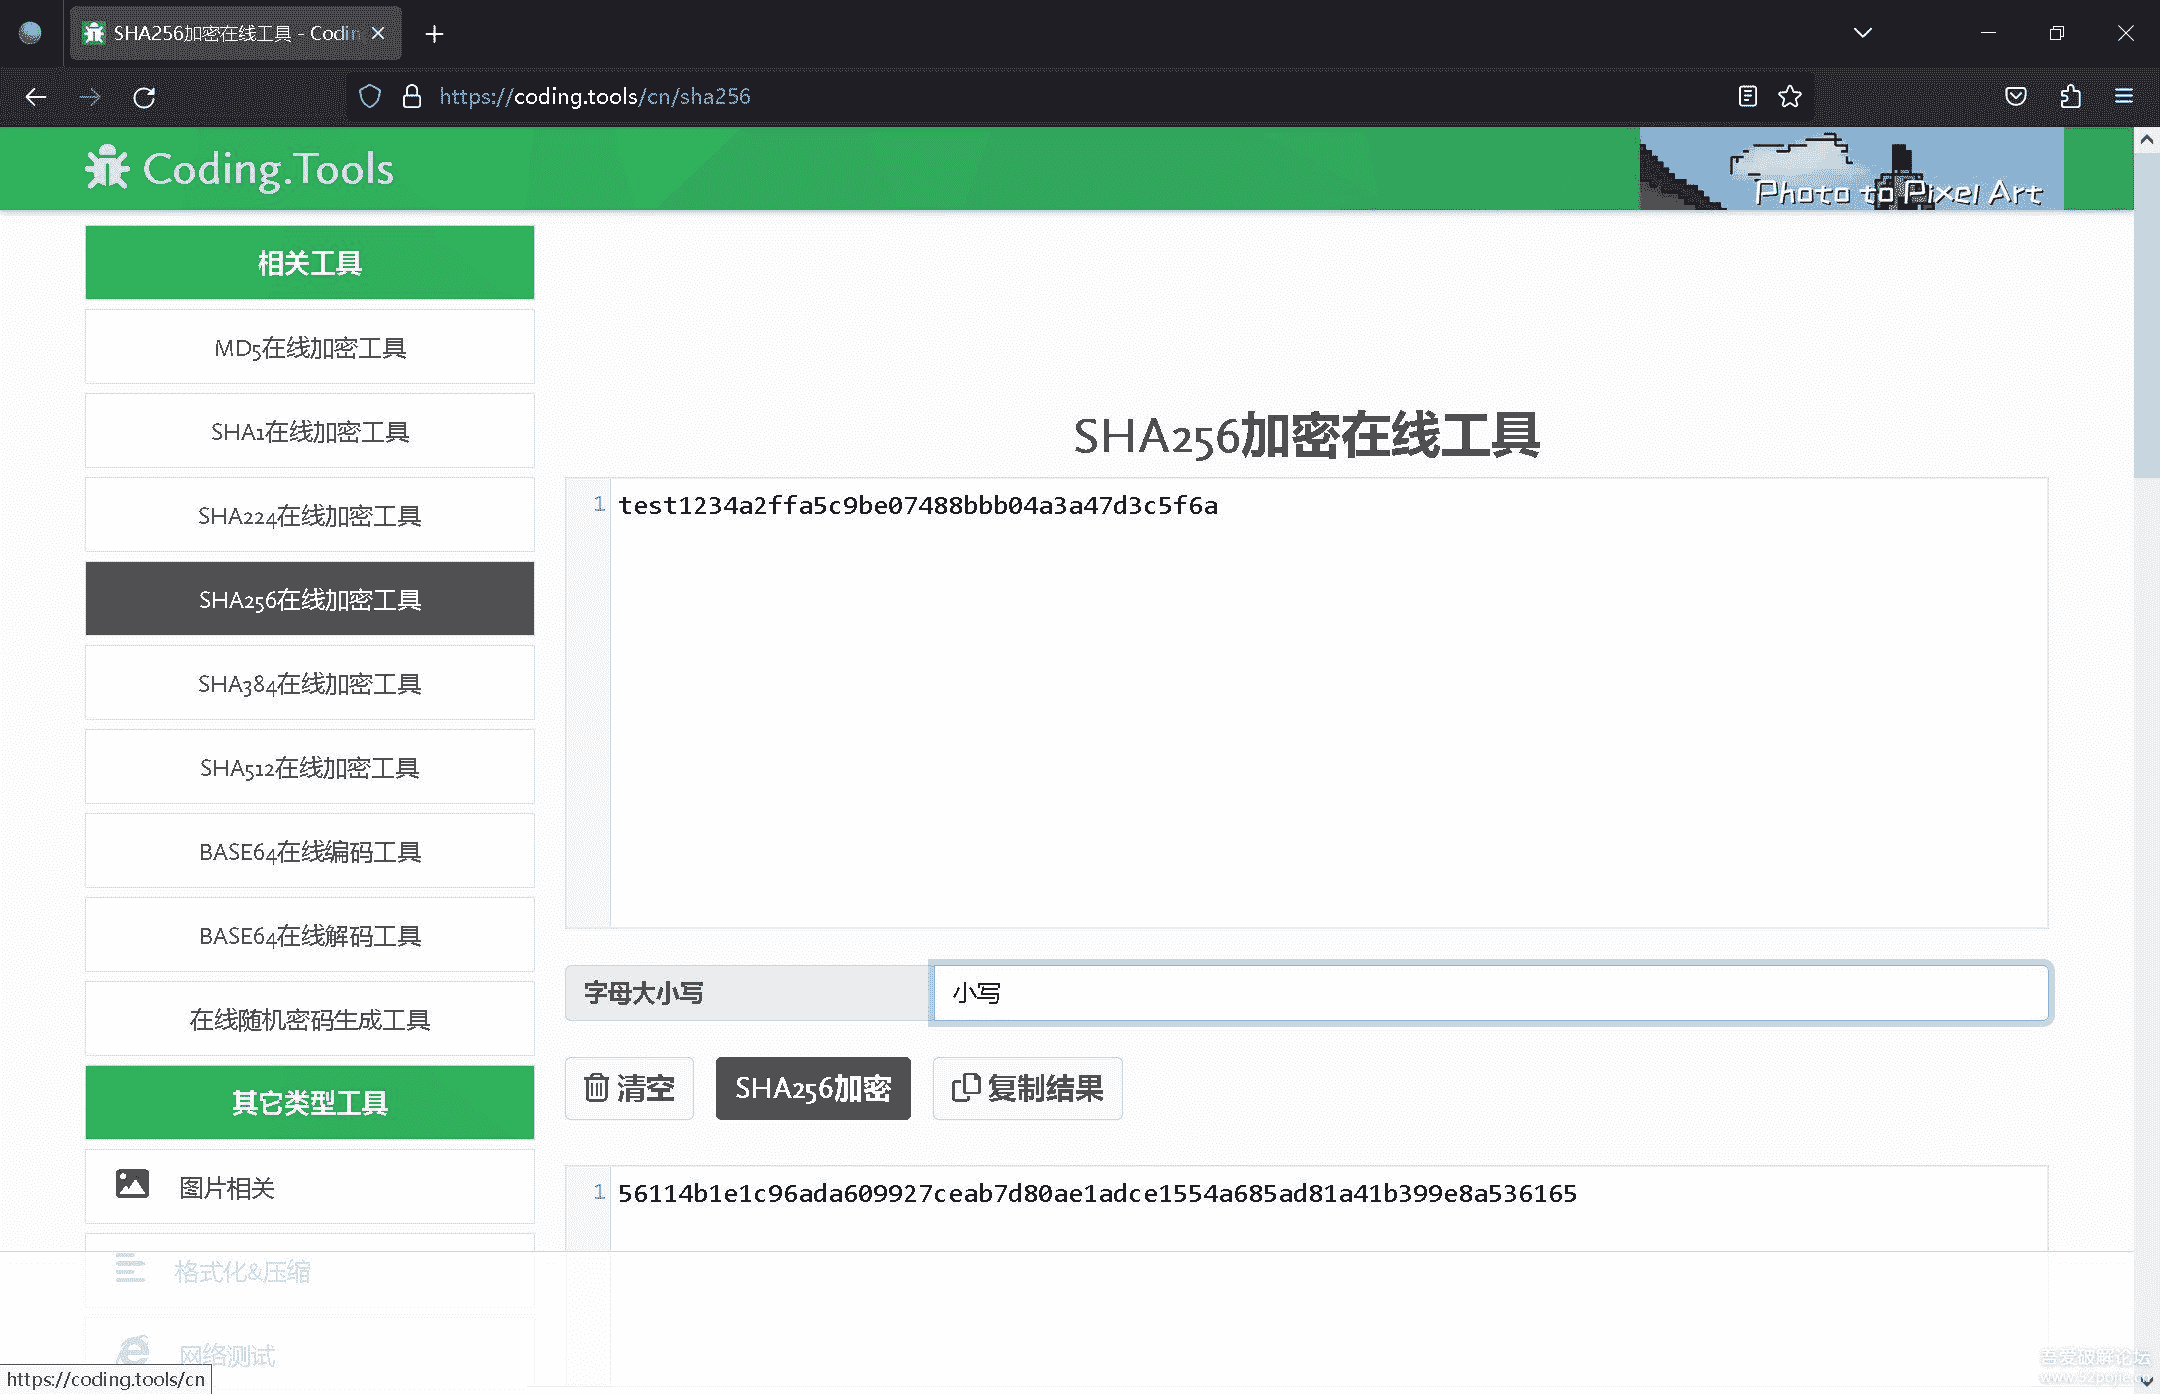 SHA256加密在线工具 - Codin
https://coding.tools/cn/sha256
Coding.Tools
Photo to Pixel Art
相关工具
MD5在线加密工具
SHA1在线加密工具
SHA224在线加密工具
SHA256在线加密工具
SHA384在线加密工具
SHA512在线加密工具
BASE64在线编码工具
BASE64在线解码工具
在线随机密码生成工具
其它类型工具
图片相关
格式化&压缩
网络测试
SHA256加密在线工具
1 test1234a2ffa5c9be07488bbb04a3a47d3c5f6a
字母大小写 小写
清空 SHA256加密 复制结果
1 56114b1e1c96ada609927ceab7d80ae1adce1554a685ad81a41b399e8a536165
https://coding.tools/cn
吾爱破解论坛
www.52pojie.cn